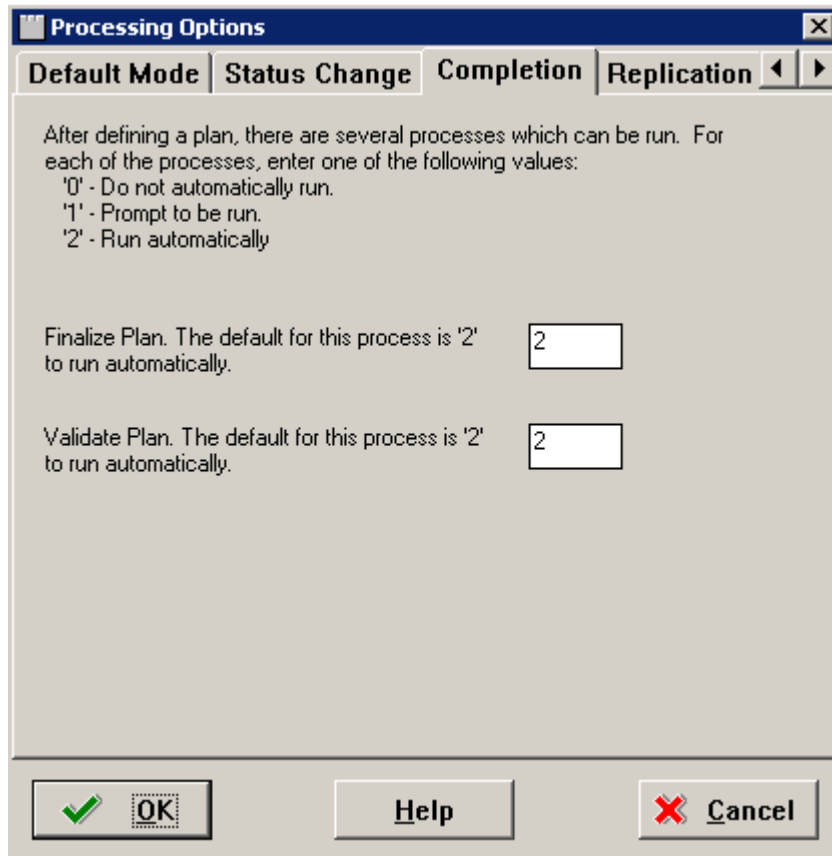 Processing Options
Default Mode
Status Change
Completion
Replication
After defining a plan, there are several processes which can be run. For
each of the processes, enter one of the following values:
'0' - Do not automatically run.
'1' - Prompt to be run.
'2' - Run automatically
Finalize Plan. The default for this process is '2'
to run automatically.
2
Validate Plan. The default for this process is '2'
to run automatically.
2
OK
Help
Cancel